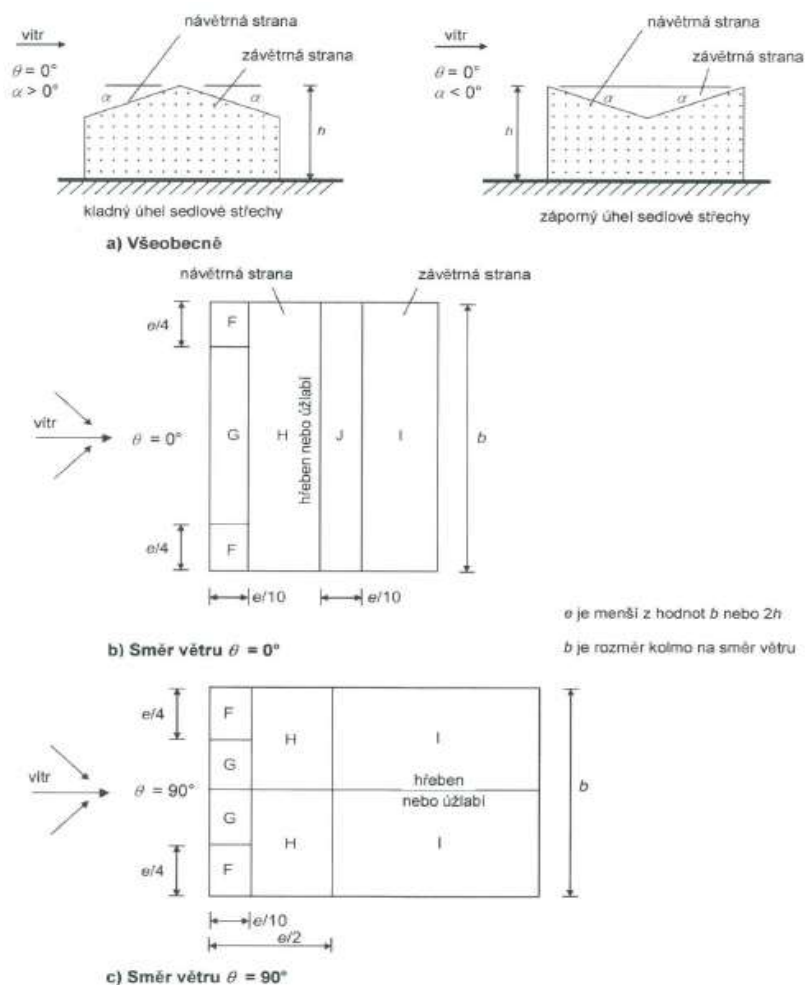 návětrná strana
vítr
závětrná strana
θ = 0°
α > 0°
α
α
h
kladný úhel sedlové střechy
návětrná strana
vítr
závětrná strana
θ = 0°
α < 0°
α
α
h
záporný úhel sedlové střechy
a) Všeobecně
návětrná strana
závětrná strana
e/4
F
vítr
θ = 0°
G
H
hřeben nebo úžlabí
J
I
b
e/4
F
e/10
e/10
e je menší z hodnot b nebo 2h
b je rozměr kolmo na směr větru
b) Směr větru θ = 0°
e/4
F
H
I
G
vítr
θ = 90°
hřeben
nebo úžlabí
b
G
H
I
e/4
F
e/10
e/2
c) Směr větru θ = 90°